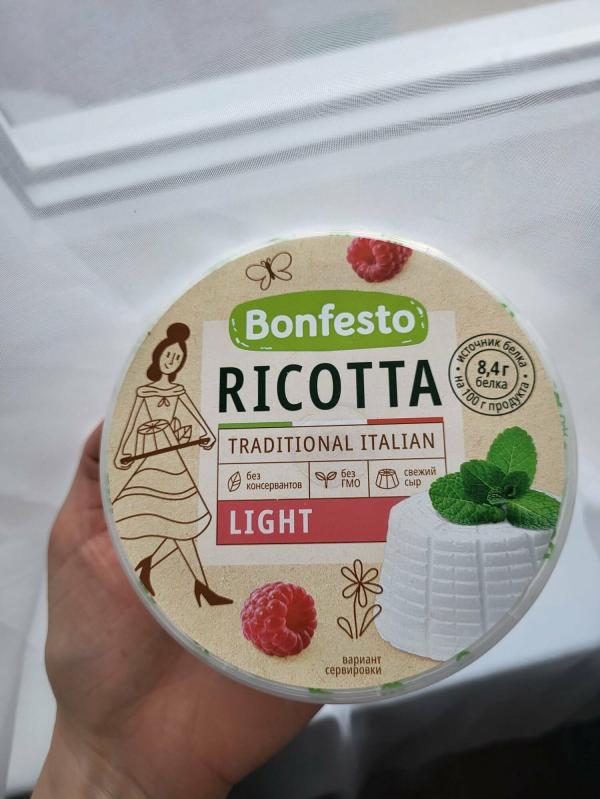 Bonfesto
RICOTTA
TRADITIONAL ITALIAN
без
консервантов
без
ГМО
свежий
сыр
LIGHT
• источник белка •
8,4 г
белка
на 100 г продукта
вариант
сервировки